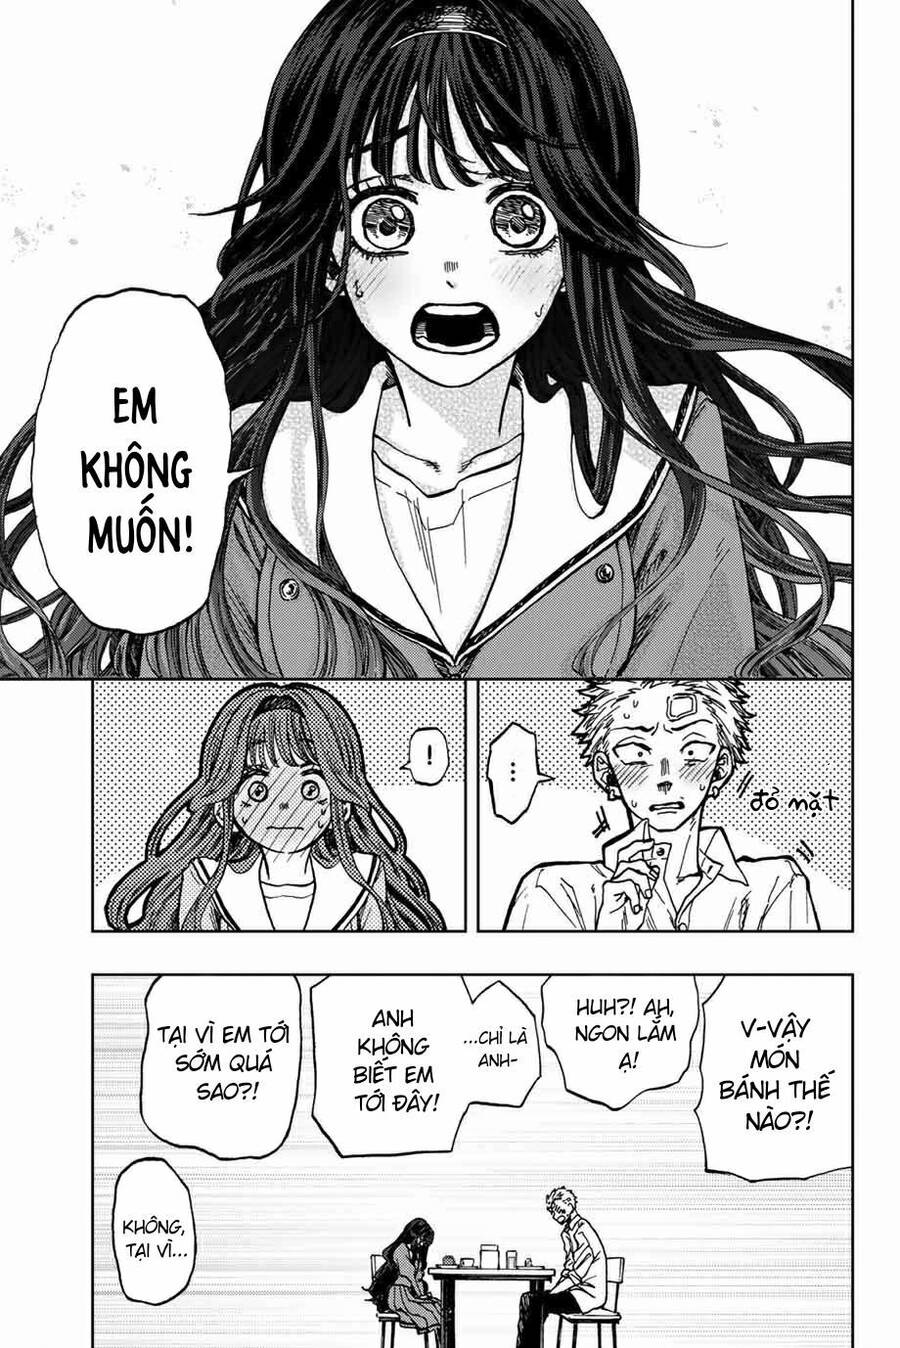 EM
KHÔNG
MUỐN!
!
...
đỏ mặt
V-VẬY
MÓN
BÁNH THẾ
NÀO?!
HUH?! AH,
NGON LẮM
Ạ!
...CHỈ LÀ
ANH-
ANH
KHÔNG
BIẾT EM
TỚI ĐÂY!
TẠI VÌ EM TỚI
SỚM QUÁ
SAO?!
KHÔNG,
TẠI VÌ...